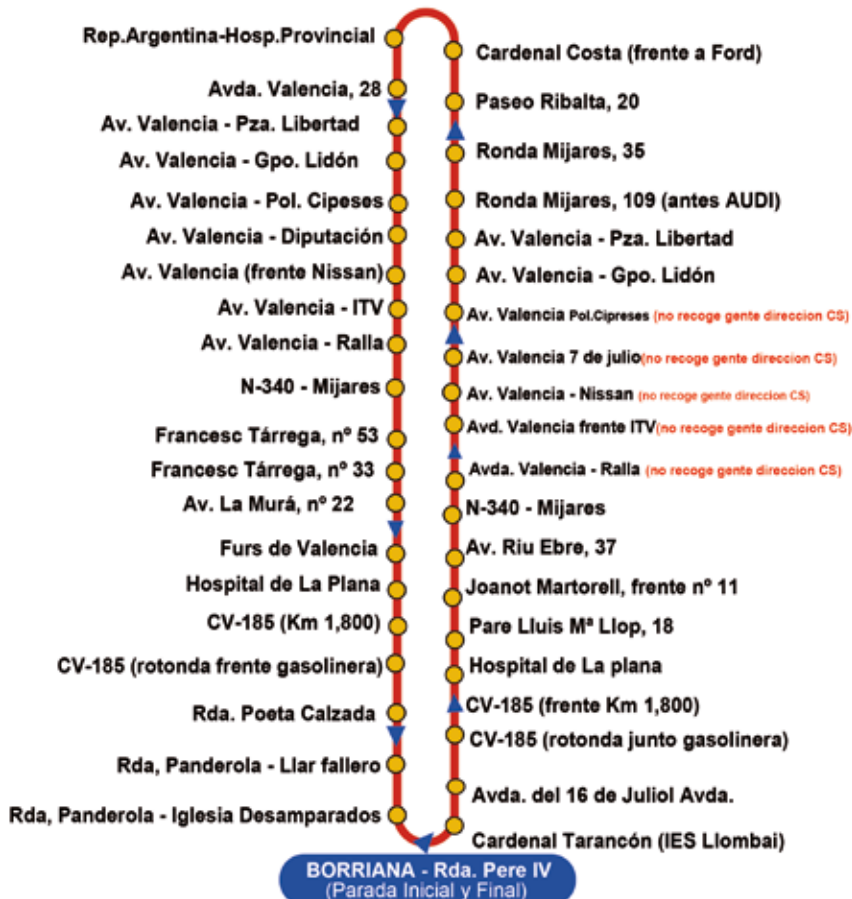 Rep.Argentina-Hosp.Provincial
Avda. Valencia, 28
Av. Valencia - Pza. Libertad
Av. Valencia - Gpo. Lidón
Av. Valencia - Pol. Cipeses
Av. Valencia - Diputación
Av. Valencia (frente Nissan)
Av. Valencia - ITV
Av. Valencia - Ralla
N-340 - Mijares
Francesc Tárrega, nº 53
Francesc Tárrega, nº 33
Av. La Murá, nº 22
Furs de Valencia
Hospital de La Plana
CV-185 (Km 1,800)
CV-185 (rotonda frente gasolinera)
Rda. Poeta Calzada
Rda, Panderola - Llar fallero
Rda, Panderola - Iglesia Desamparados
Cardenal Costa (frente a Ford)
Paseo Ribalta, 20
Ronda Mijares, 35
Ronda Mijares, 109 (antes AUDI)
Av. Valencia - Pza. Libertad
Av. Valencia - Gpo. Lidón
Av. Valencia Pol.Cipreses (no recoge gente direccion CS)
Av. Valencia 7 de julio(no recoge gente direccion CS)
Av. Valencia - Nissan (no recoge gente direccion CS)
Avd. Valencia frente ITV(no recoge gente direccion CS)
Avda. Valencia - Ralla (no recoge gente direccion CS)
N-340 - Mijares
Av. Riu Ebre, 37
Joanot Martorell, frente nº 11
Pare Lluis Mª Llop, 18
Hospital de La plana
CV-185 (frente Km 1,800)
CV-185 (rotonda junto gasolinera)
Avda. del 16 de Juliol Avda.
Cardenal Tarancón (IES Llombai)
BORRIANA - Rda. Pere IV
(Parada Inicial y Final)